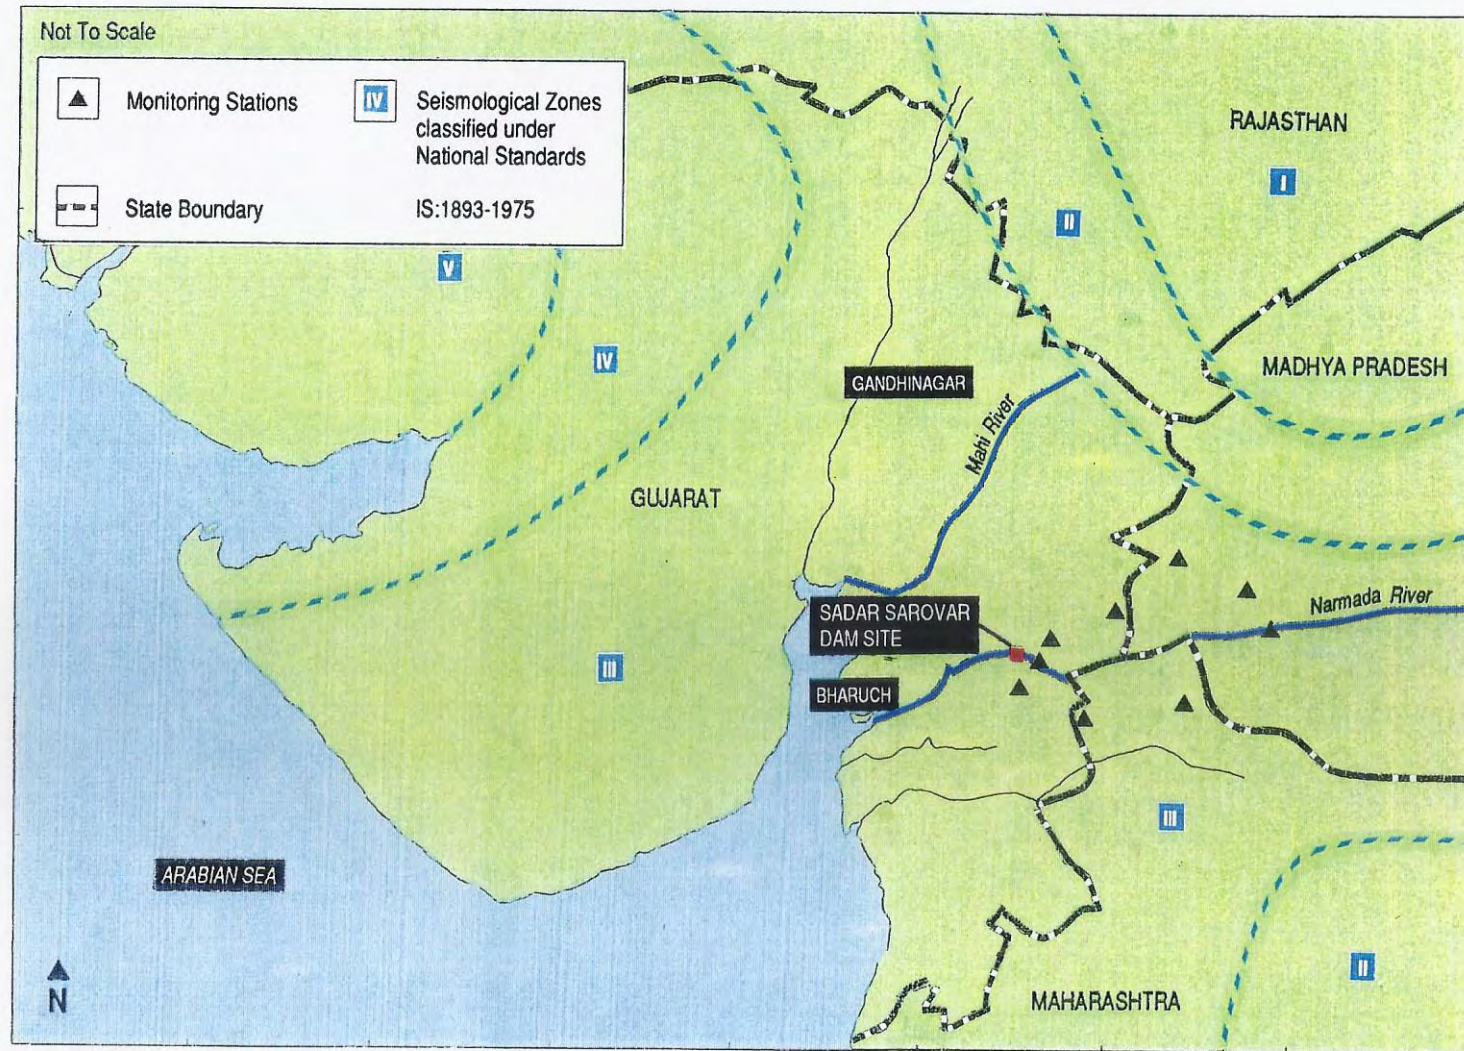 Not To Scale
Monitoring Stations
IV
Seismological Zones
classified under
National Standards
State Boundary
IS:1893-1975
RAJASTHAN
I
II
V
IV
GANDHINAGAR
MADHYA PRADESH
Mahi River
GUJARAT
SADAR SAROVAR
DAM SITE
Narmada River
III
BHARUCH
III
ARABIAN SEA
II
N
MAHARASHTRA